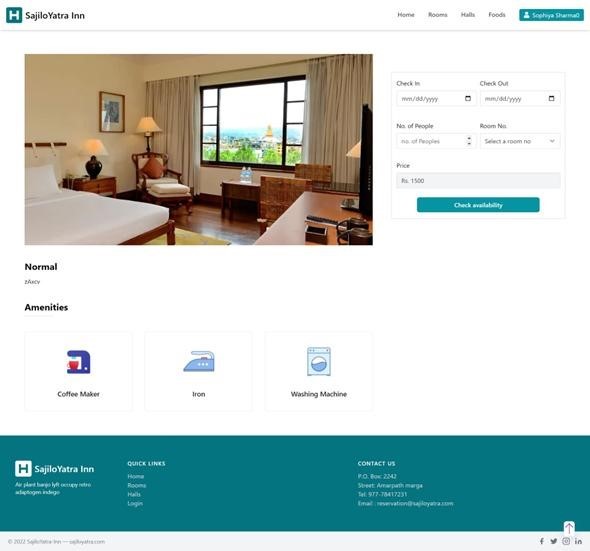 SajiloYatra Inn
Home Rooms Halls Foods Sophiya Sharma0
Check In Check Out
mm/dd/yyyy mm/dd/yyyy
No. of People Room No.
no. of Peoples Select a room no
Price
Rs. 1500
Check availability
Normal
zAxcv
Amenities
Coffee Maker Iron Washing Machine
SajiloYatra Inn
Air plant banjo lyft occupy retro
adaptogen indego
QUICK LINKS
Home
Rooms
Halls
Login
CONTACT US
P.O. Box: 2242
Street: Amarpath marga
Tel: 977-78417231
Email : reservation@sajiloyatra.com
© 2022 SajiloYatra Inn — sajiloyatra.com